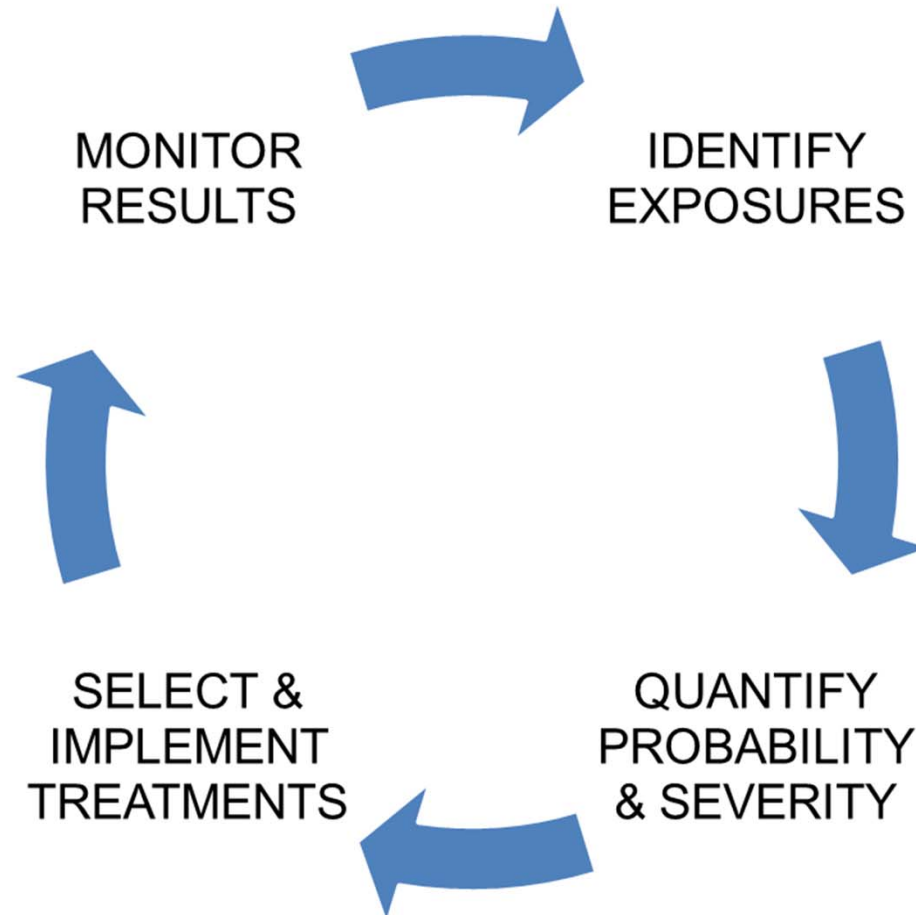 MONITOR
RESULTS
IDENTIFY
EXPOSURES
SELECT &
IMPLEMENT
TREATMENTS
QUANTIFY
PROBABILITY
& SEVERITY